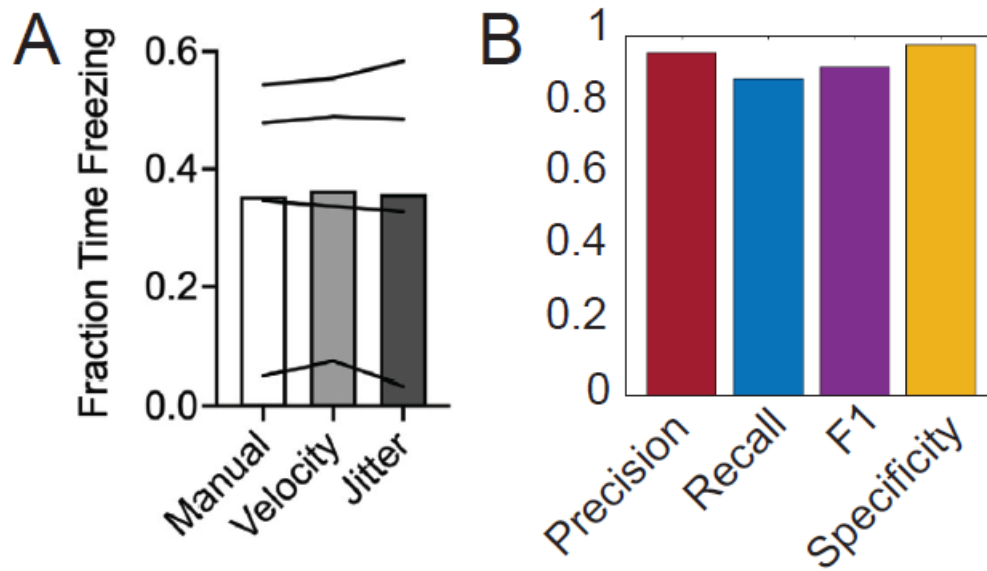 A
Fraction Time Freezing
0.6
0.4
0.2
0.0
Manual
Velocity
Jitter
B
1
0.8
0.6
0.4
0.2
0
Precision
Recall
F1
Specificity